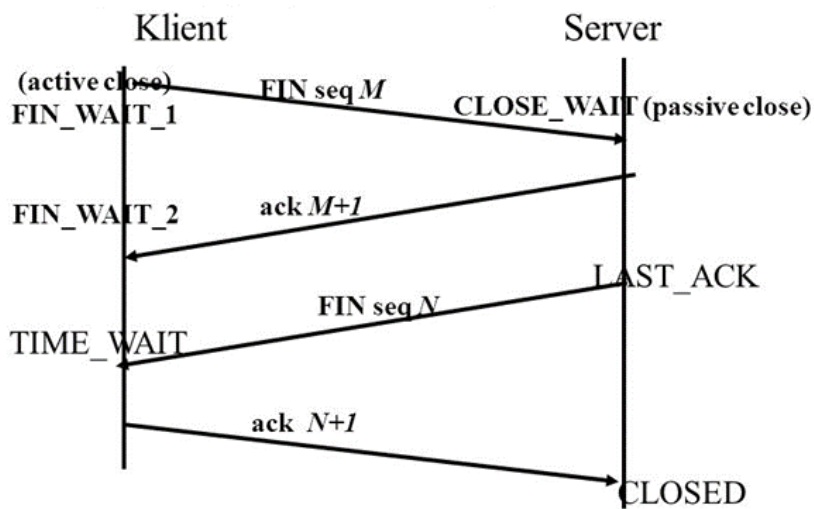 Klient
Server
(active close)
FIN seq M
FIN_WAIT_1
CLOSE_WAIT (passive close)
FIN_WAIT_2
ack M+1
LAST_ACK
FIN seq N
TIME_WAIT
ack N+1
CLOSED